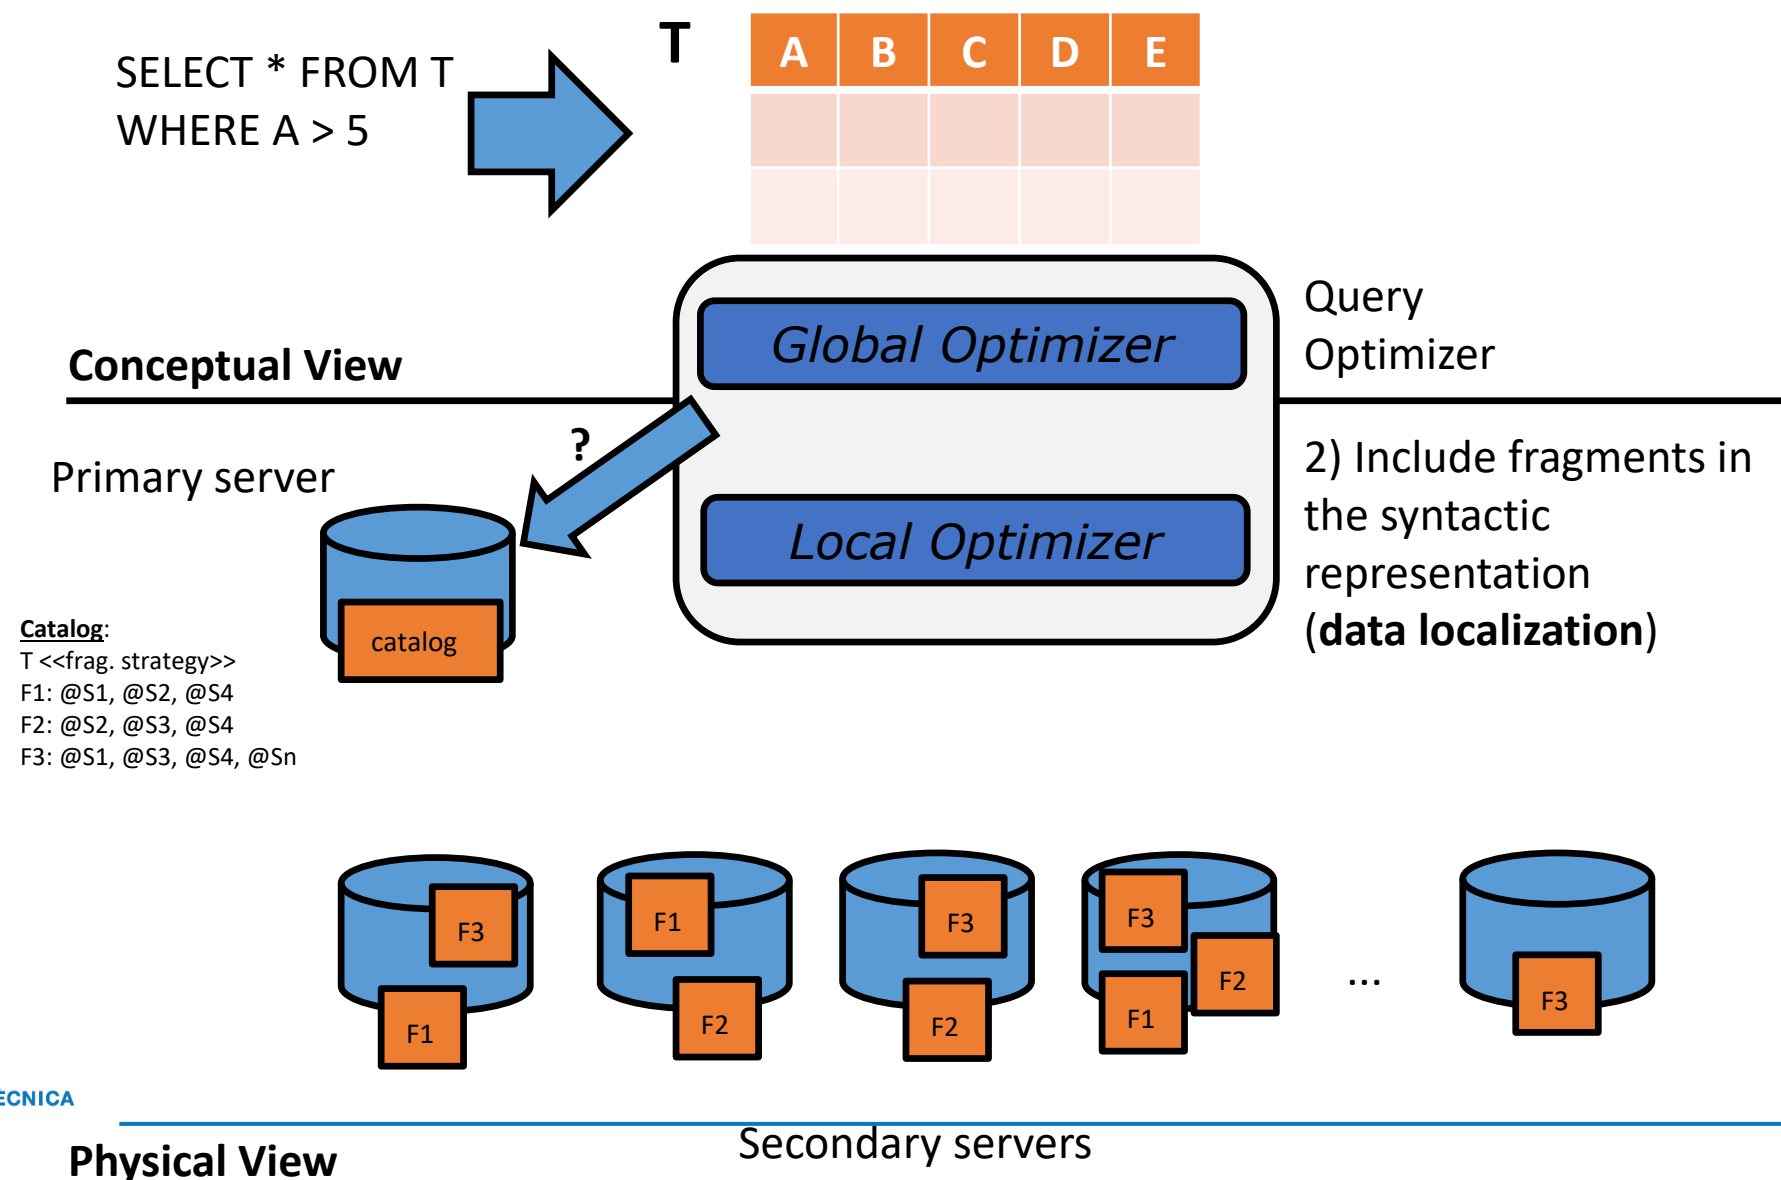 SELECT * FROM T
WHERE A > 5
T
A B C D E
Query
Optimizer
Global Optimizer
Conceptual View
?
Primary server
2) Include fragments in
the syntactic
representation
(data localization)
Local Optimizer
catalog
Catalog:
T <<frag. strategy>>
F1: @S1, @S2, @S4
F2: @S2, @S3, @S4
F3: @S1, @S3, @S4, @Sn
F3
F1
F1
F2
F3
F2
F3
F2
F1
...
F3
ECNICA
Secondary servers
Physical View